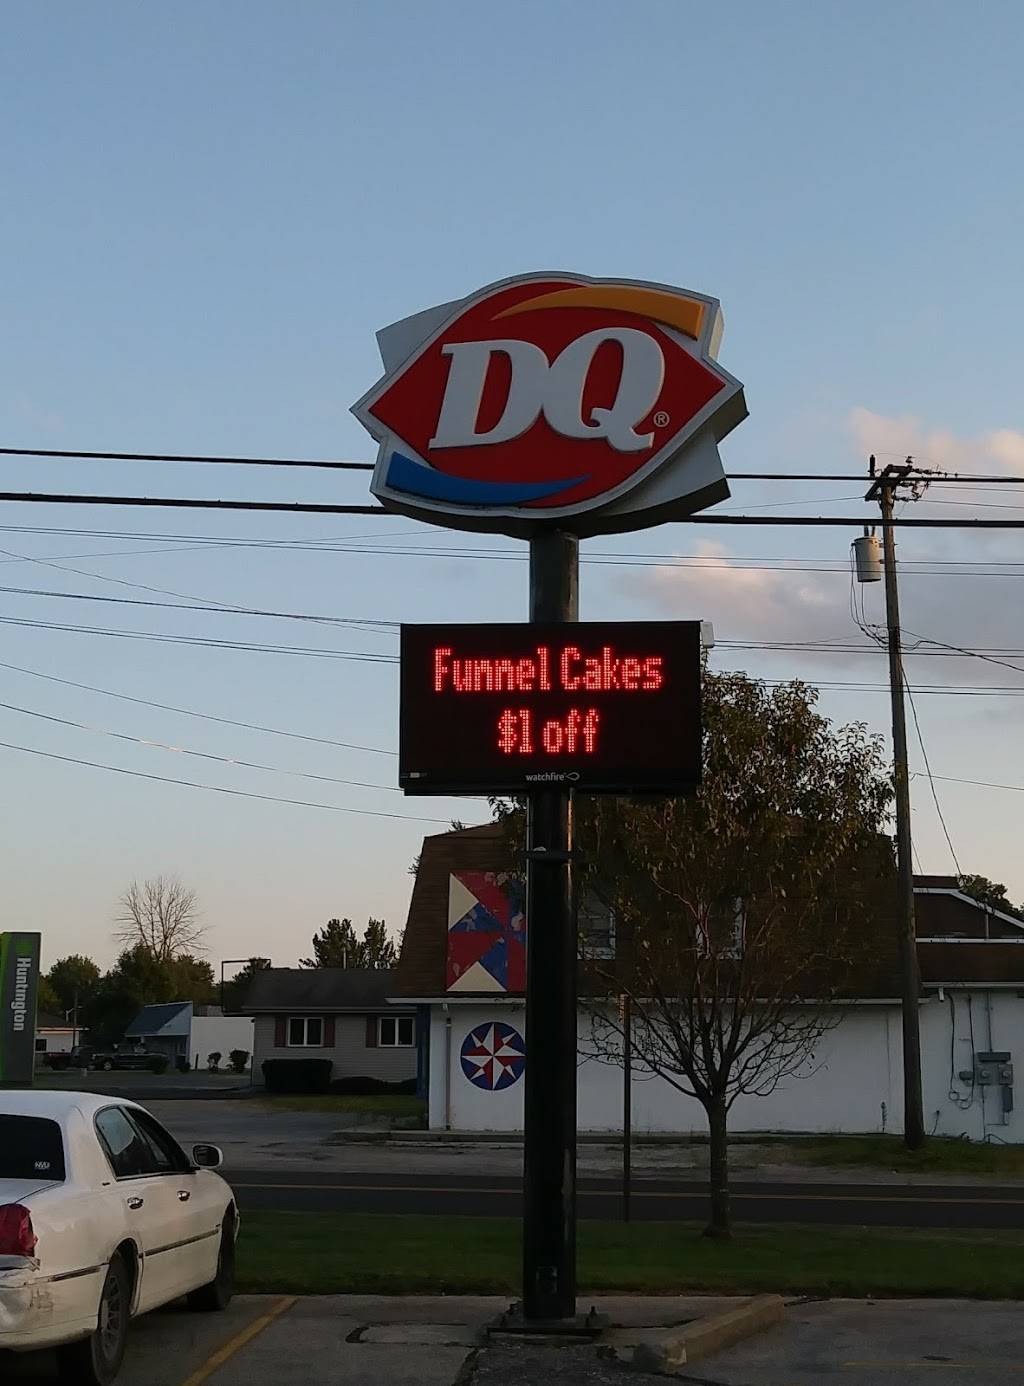 DQ®
Funnel Cakes
$1 off
watchfire
Huntington